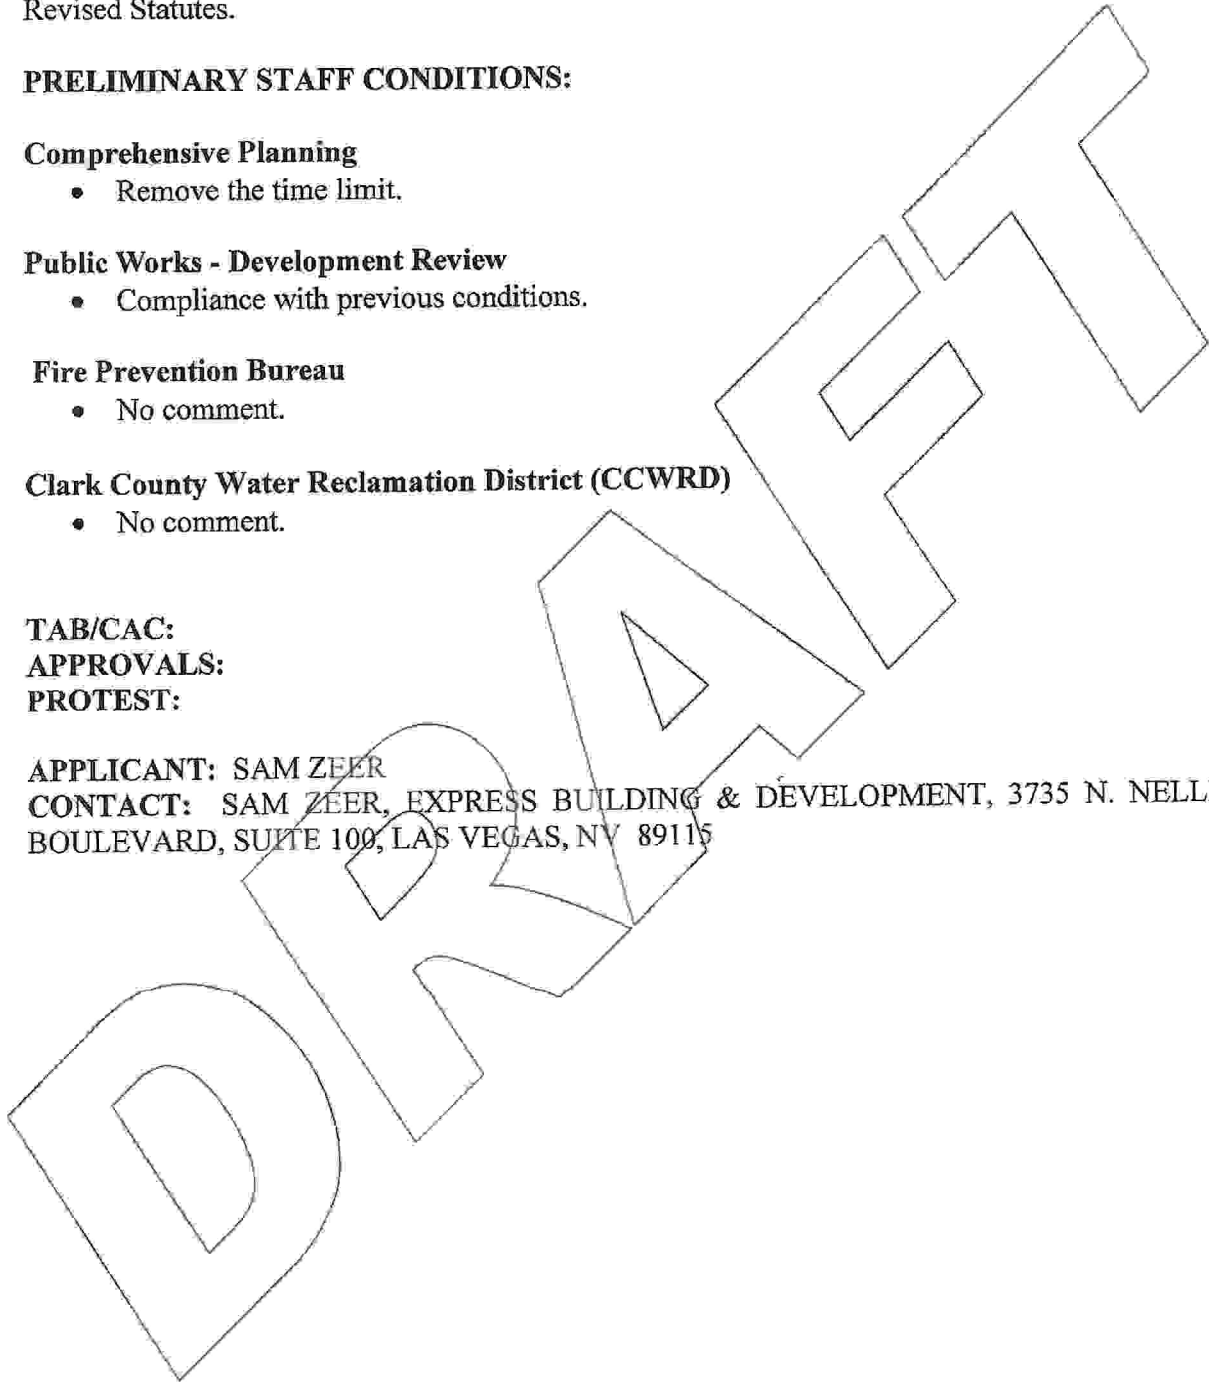 Revised Statutes.
PRELIMINARY STAFF CONDITIONS:
Comprehensive Planning
• Remove the time limit.
Public Works - Development Review
• Compliance with previous conditions.
Fire Prevention Bureau
• No comment.
Clark County Water Reclamation District (CCWRD)
• No comment.
TAB/CAC:
APPROVALS:
PROTEST:
APPLICANT: SAM ZEER
CONTACT: SAM ZEER, EXPRESS BUILDING & DEVELOPMENT, 3735 N. NELL
BOULEVARD, SUITE 100, LAS VEGAS, NV 89115
DRAFT